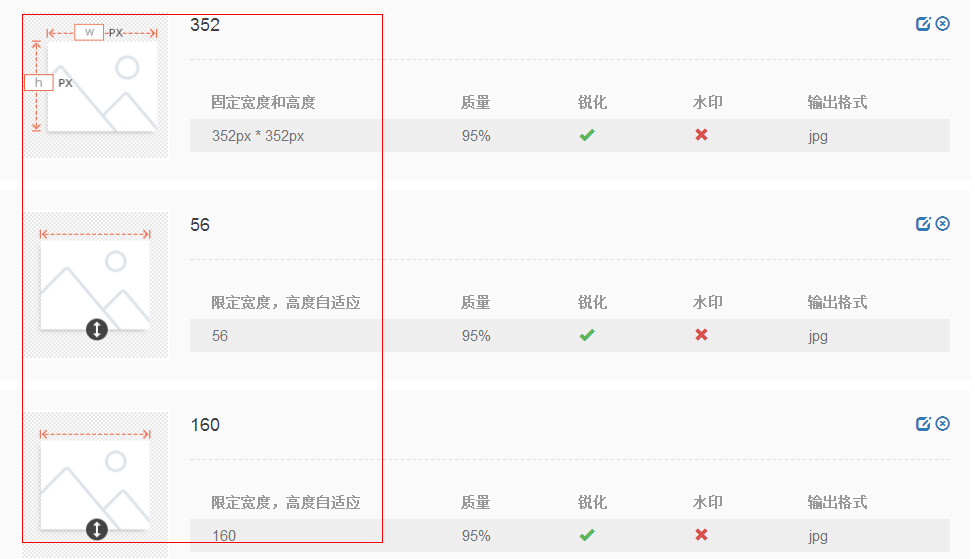 352
w PX
h PX
固定宽度和高度 质量 锐化 水印 输出格式
352px * 352px 95% jpg
56
限定宽度，高度自适应 质量 锐化 水印 输出格式
56 95% jpg
160
限定宽度，高度自适应 质量 锐化 水印 输出格式
160 95% jpg